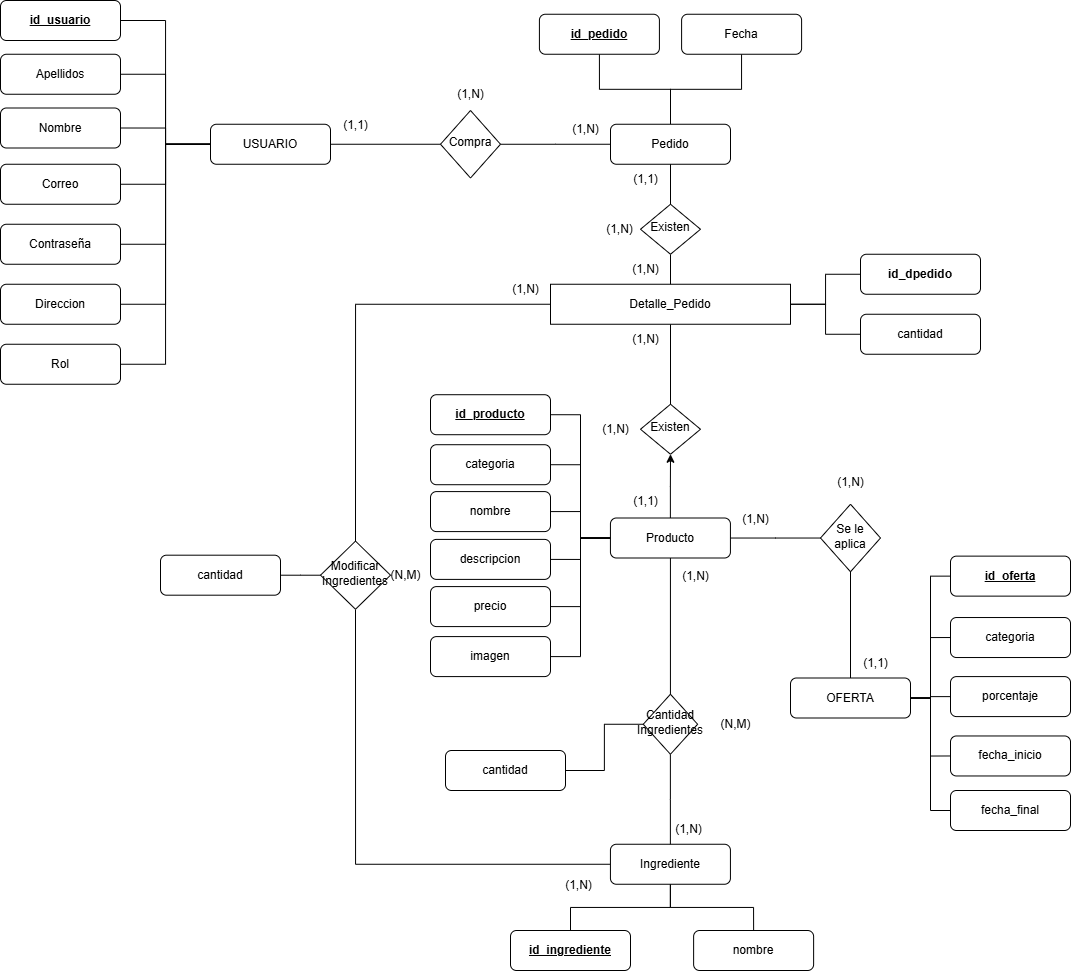 id_usuario
Apellidos
Nombre
Correo
Contraseña
Direccion
Rol
USUARIO
(1,1)
(1,N)
Compra
(1,N)
id_pedido
Fecha
Pedido
(1,1)
(1,N)
Existen
(1,N)
(1,N)
Detalle_Pedido
(1,N)
id_dpedido
cantidad
(1,N)
Existen
(1,1)
id_producto
categoria
nombre
descripcion
precio
imagen
Producto
(1,N)
(1,N)
(1,N)
Se le
aplica
(1,1)
OFERTA
id_oferta
categoria
porcentaje
fecha_inicio
fecha_final
cantidad
Modificar
Ingredientes
(N,M)
Cantidad
Ingredientes
(N,M)
cantidad
(1,N)
Ingrediente
(1,N)
id_ingrediente
nombre